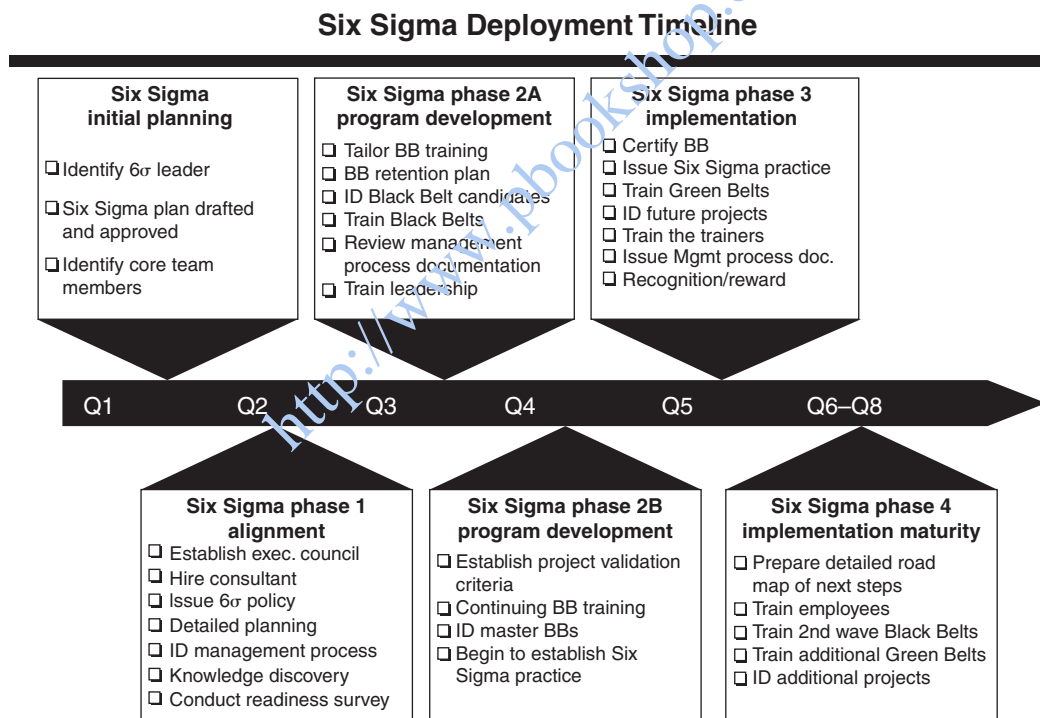 Six Sigma Deployment Timeline
Six Sigma
initial planning
❏ Identify 6σ leader
❏ Six Sigma plan drafted
and approved
❏ Identify core team
members
Six Sigma phase 2A
program development
❏ Tailor BB training
❏ BB retention plan
❏ ID Black Belt candidates
❏ Train Black Belts
❏ Review management
process documentation
❏ Train leadership
Six Sigma phase 3
implementation
❏ Certify BB
❏ Issue Six Sigma practice
❏ Train Green Belts
❏ ID future projects
❏ Train the trainers
❏ Issue Mgmt process doc.
❏ Recognition/reward
Q1 Q2 Q3 Q4 Q5 Q6–Q8
Six Sigma phase 1
alignment
❏ Establish exec. council
❏ Hire consultant
❏ Issue 6σ policy
❏ Detailed planning
❏ ID management process
❏ Knowledge discovery
❏ Conduct readiness survey
Six Sigma phase 2B
program development
❏ Establish project validation
criteria
❏ Continuing BB training
❏ ID master BBs
❏ Begin to establish Six
Sigma practice
Six Sigma phase 4
implementation maturity
❏ Prepare detailed road
map of next steps
❏ Train employees
❏ Train 2nd wave Black Belts
❏ Train additional Green Belts
❏ ID additional projects
http://www.pbookshop.